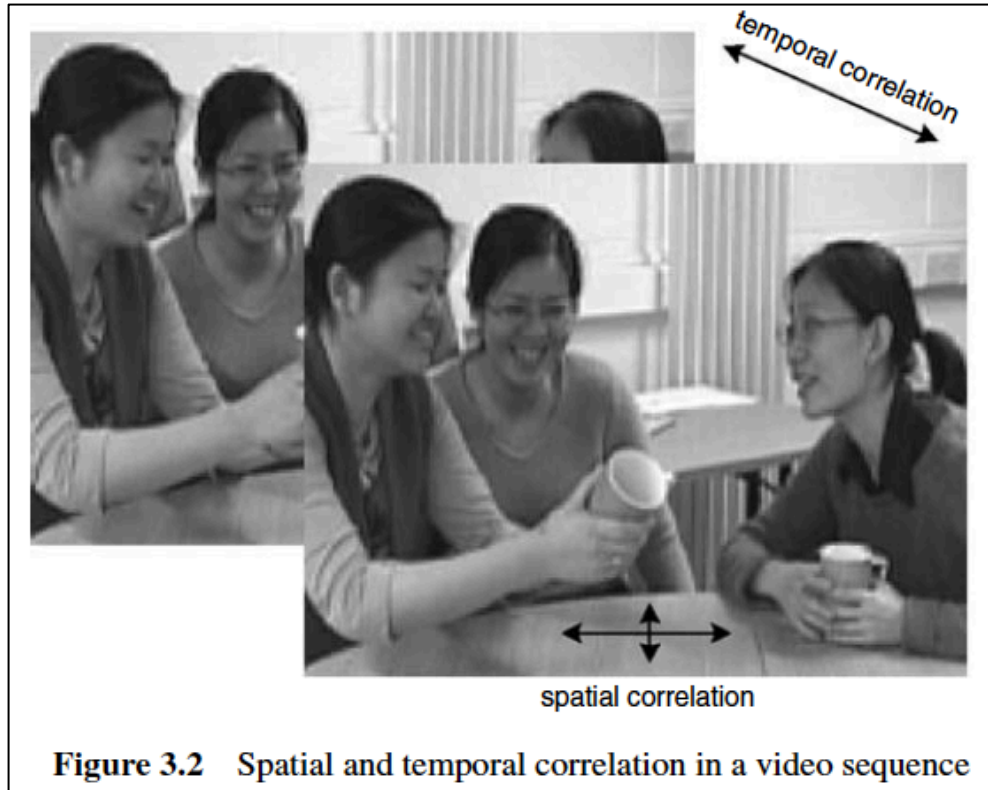 temporal correlation
spatial correlation
Figure 3.2 Spatial and temporal correlation in a video sequence